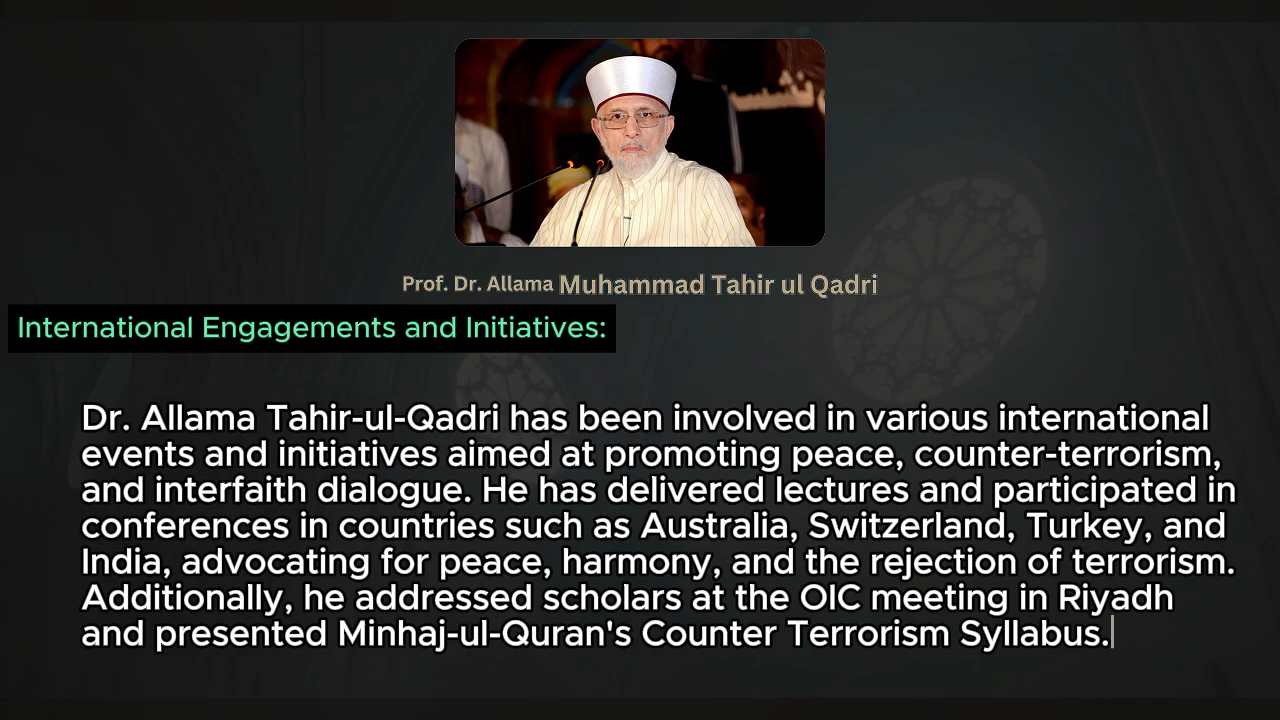 Prof. Dr. Allama Muhammad Tahir ul Qadri
International Engagements and Initiatives:
Dr. Allama Tahir-ul-Qadri has been involved in various international
events and initiatives aimed at promoting peace, counter-terrorism,
and interfaith dialogue. He has delivered lectures and participated in
conferences in countries such as Australia, Switzerland, Turkey, and
India, advocating for peace, harmony, and the rejection of terrorism.
Additionally, he addressed scholars at the OIC meeting in Riyadh
and presented Minhaj-ul-Quran's Counter Terrorism Syllabus.